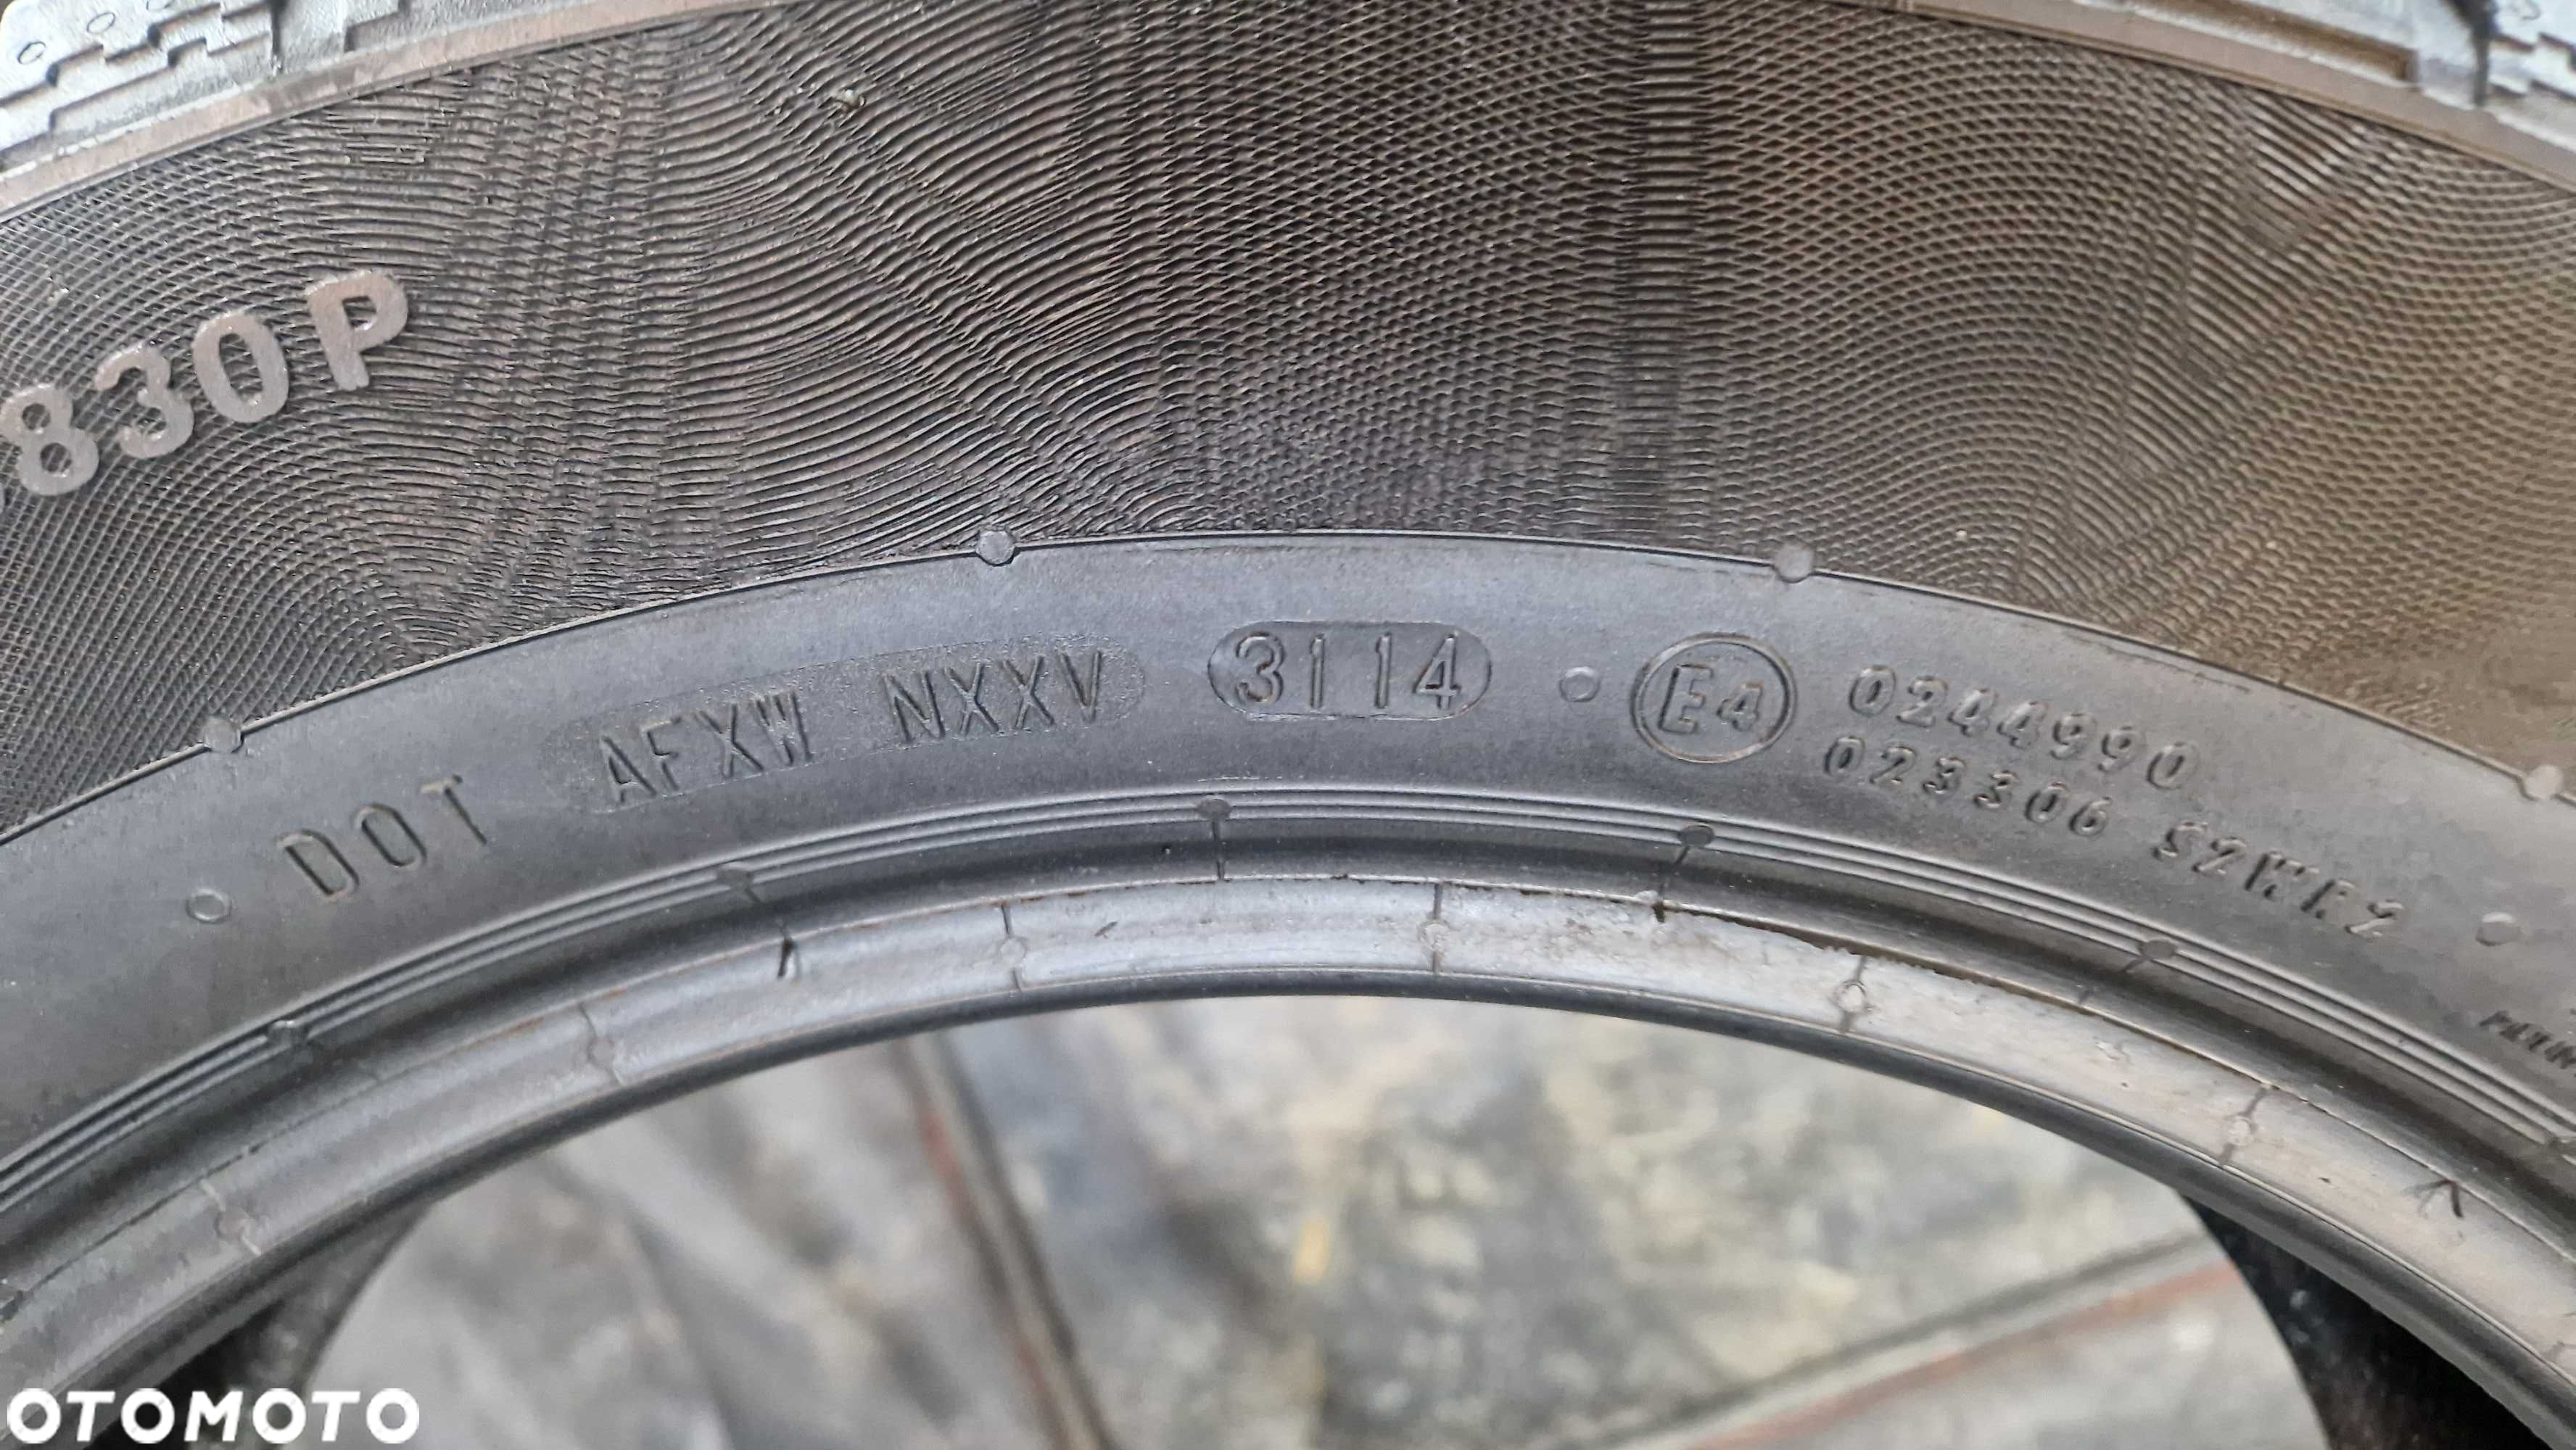 830P
DOT AFXW NXXV 3114 E4 0244990
023306 S2WR2
OTOMOTO